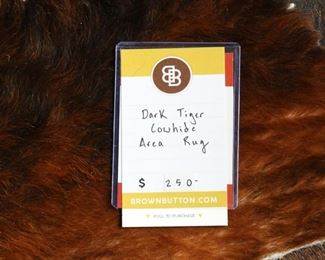 BB
Dark Tiger
Cowhide
Area Rug
$ 250-
BROWNBUTTON.COM
PULL TO PURCHASE